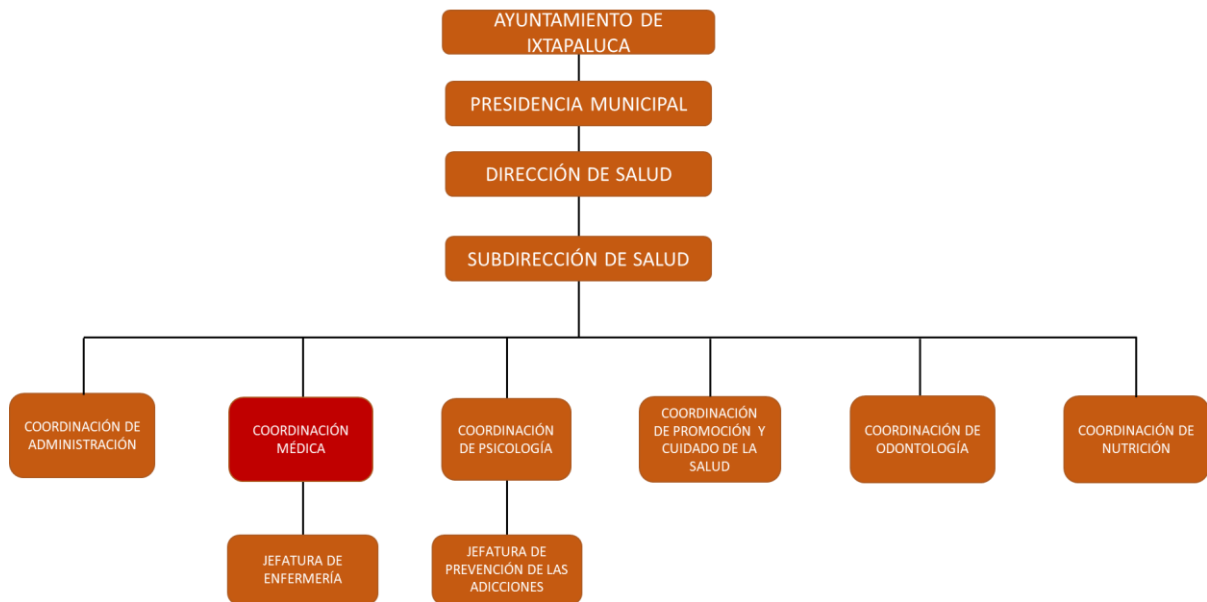 AYUNTAMIENTO DE
IXTAPALUCA
PRESIDENCIA MUNICIPAL
DIRECCIÓN DE SALUD
SUBDIRECCIÓN DE SALUD
COORDINACIÓN DE
ADMINISTRACIÓN
COORDINACIÓN
MÉDICA
COORDINACIÓN
DE PSICOLOGÍA
COORDINACIÓN
DE PROMOCIÓN Y
CUIDADO DE LA
SALUD
COORDINACIÓN DE
ODONTOLOGÍA
COORDINACIÓN DE
NUTRICIÓN
JEFATURA DE
ENFERMERÍA
JEFATURA DE
PREVENCIÓN DE LAS
ADICCIONES